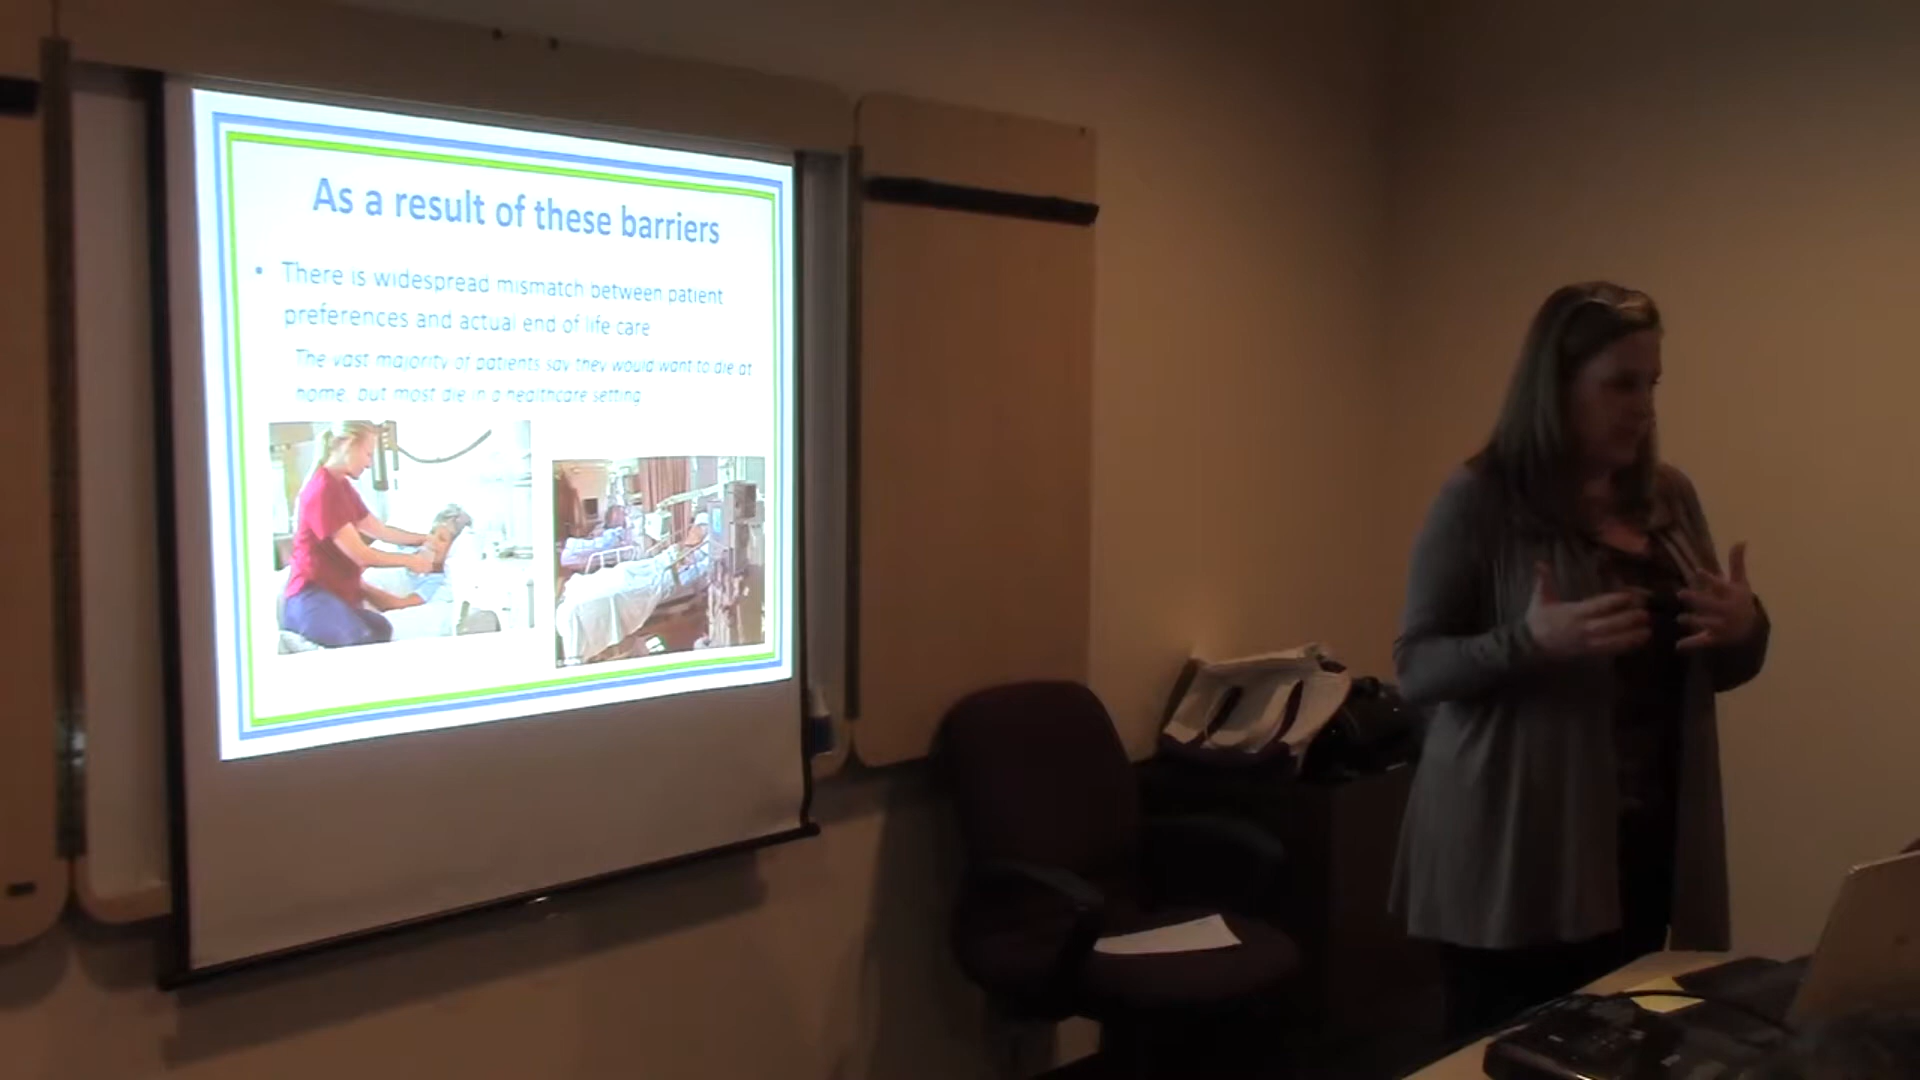 As a result of these barriers
• There is widespread mismatch between patient
preferences and actual end of life care
The vast majority of patients say they would want to die at
home, but most die in a healthcare setting